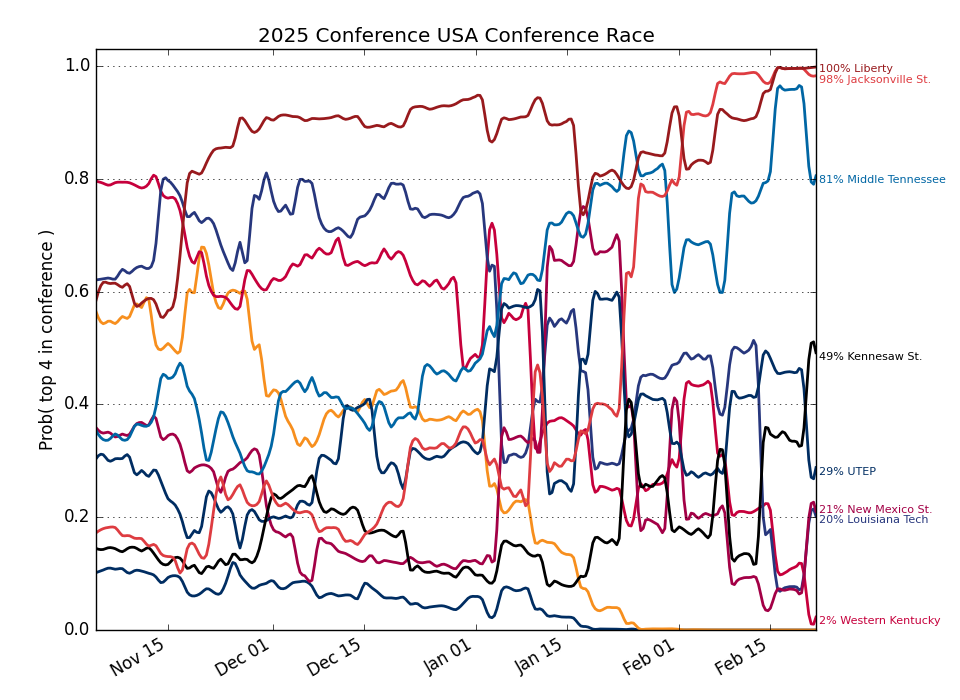 2025 Conference USA Conference Race
Prob( top 4 in conference )
1.0
0.8
0.6
0.4
0.2
0.0
Nov 15
Dec 01
Dec 15
Jan 01
Jan 15
Feb 01
Feb 15
100% Liberty
98% Jacksonville St.
81% Middle Tennessee
49% Kennesaw St.
29% UTEP
21% New Mexico St.
20% Louisiana Tech
2% Western Kentucky